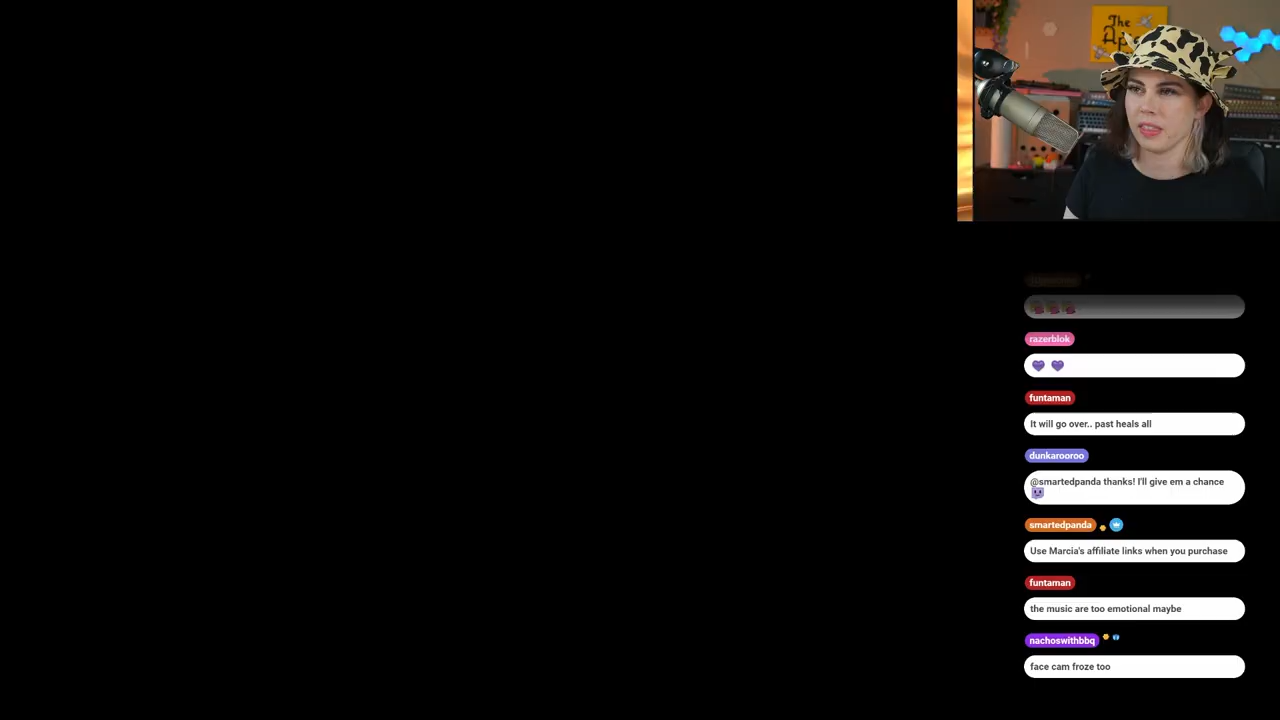 The
razerblok
funtaman
It will go over.. past heals all
dunkarooroo
@smartedpanda thanks! I'll give em a chance
smartedpanda
Use Marcia's affiliate links when you purchase
funtaman
the music are too emotional maybe
nachoswithbbq
face cam froze too